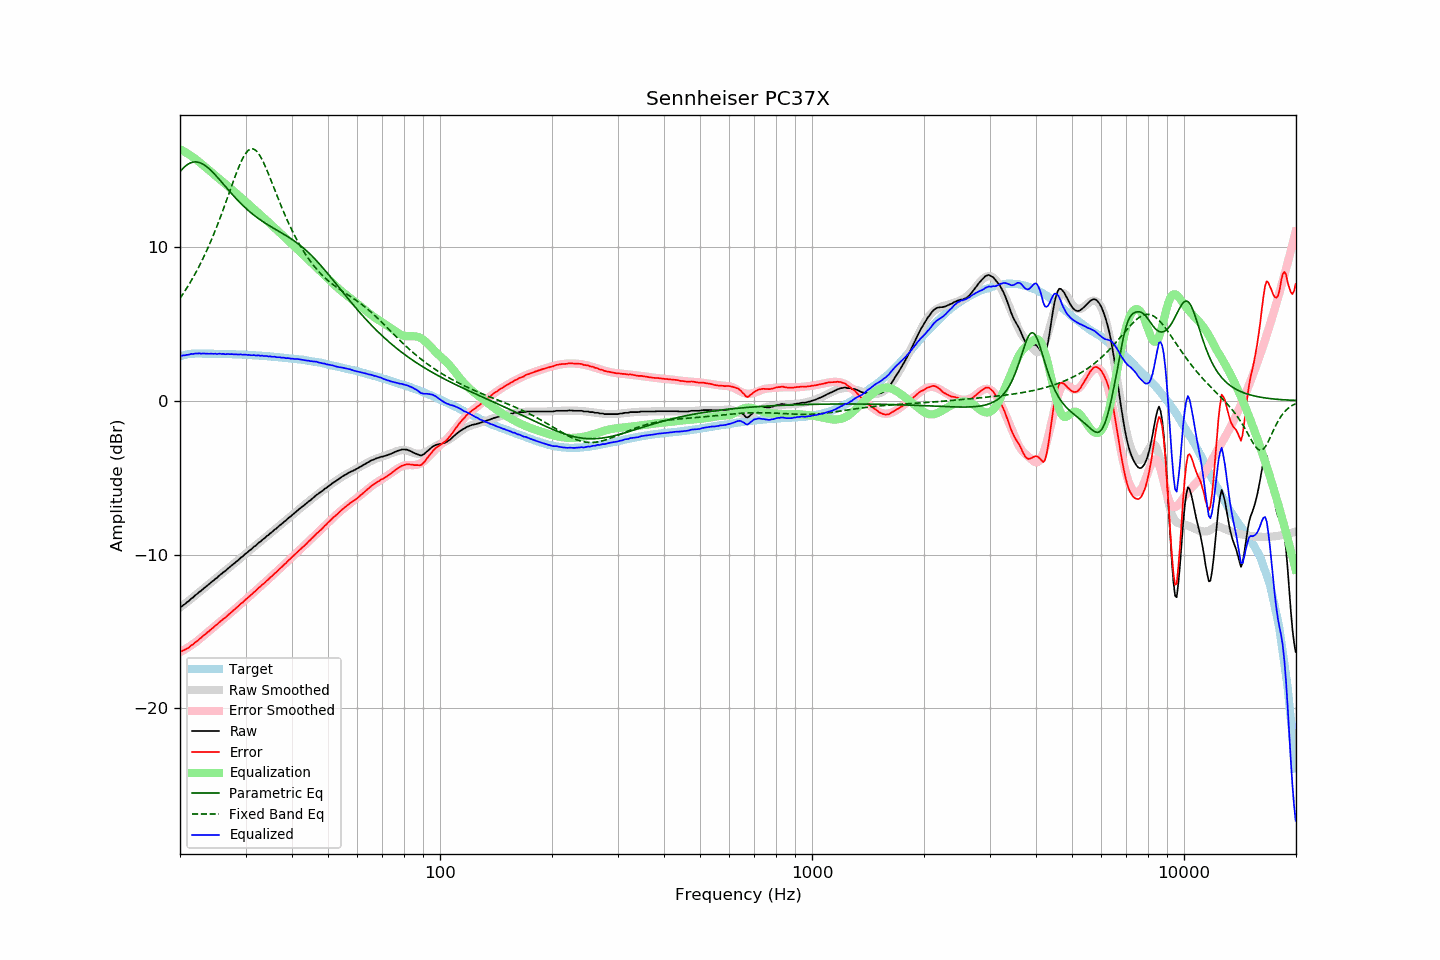 Sennheiser PC37X
Amplitude (dBr)
10
0
−10
−20
Target
Raw Smoothed
Error Smoothed
Raw
Error
Equalization
Parametric Eq
Fixed Band Eq
Equalized
100
1000
10000
Frequency (Hz)